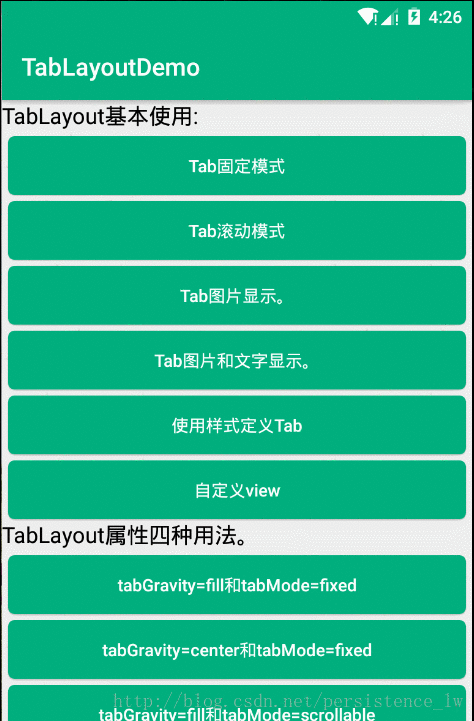 4:26
TabLayoutDemo
TabLayout基本使用:
Tab固定模式
Tab滚动模式
Tab图片显示。
Tab图片和文字显示。
使用样式定义Tab
自定义view
TabLayout属性四种用法。
tabGravity=fill和tabMode=fixed
tabGravity=center和tabMode=fixed
http://blog.csdn.net/persistence_lw
tabGravity=fill和tabMode=scrollable